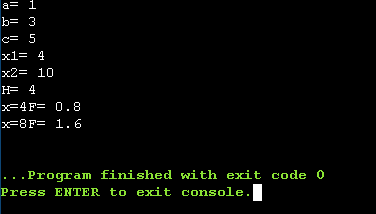 a= 1
b= 3
c= 5
x1= 4
x2= 10
H= 4
x=4F= 0.8
x=8F= 1.6
...Program finished with exit code 0
Press ENTER to exit console.